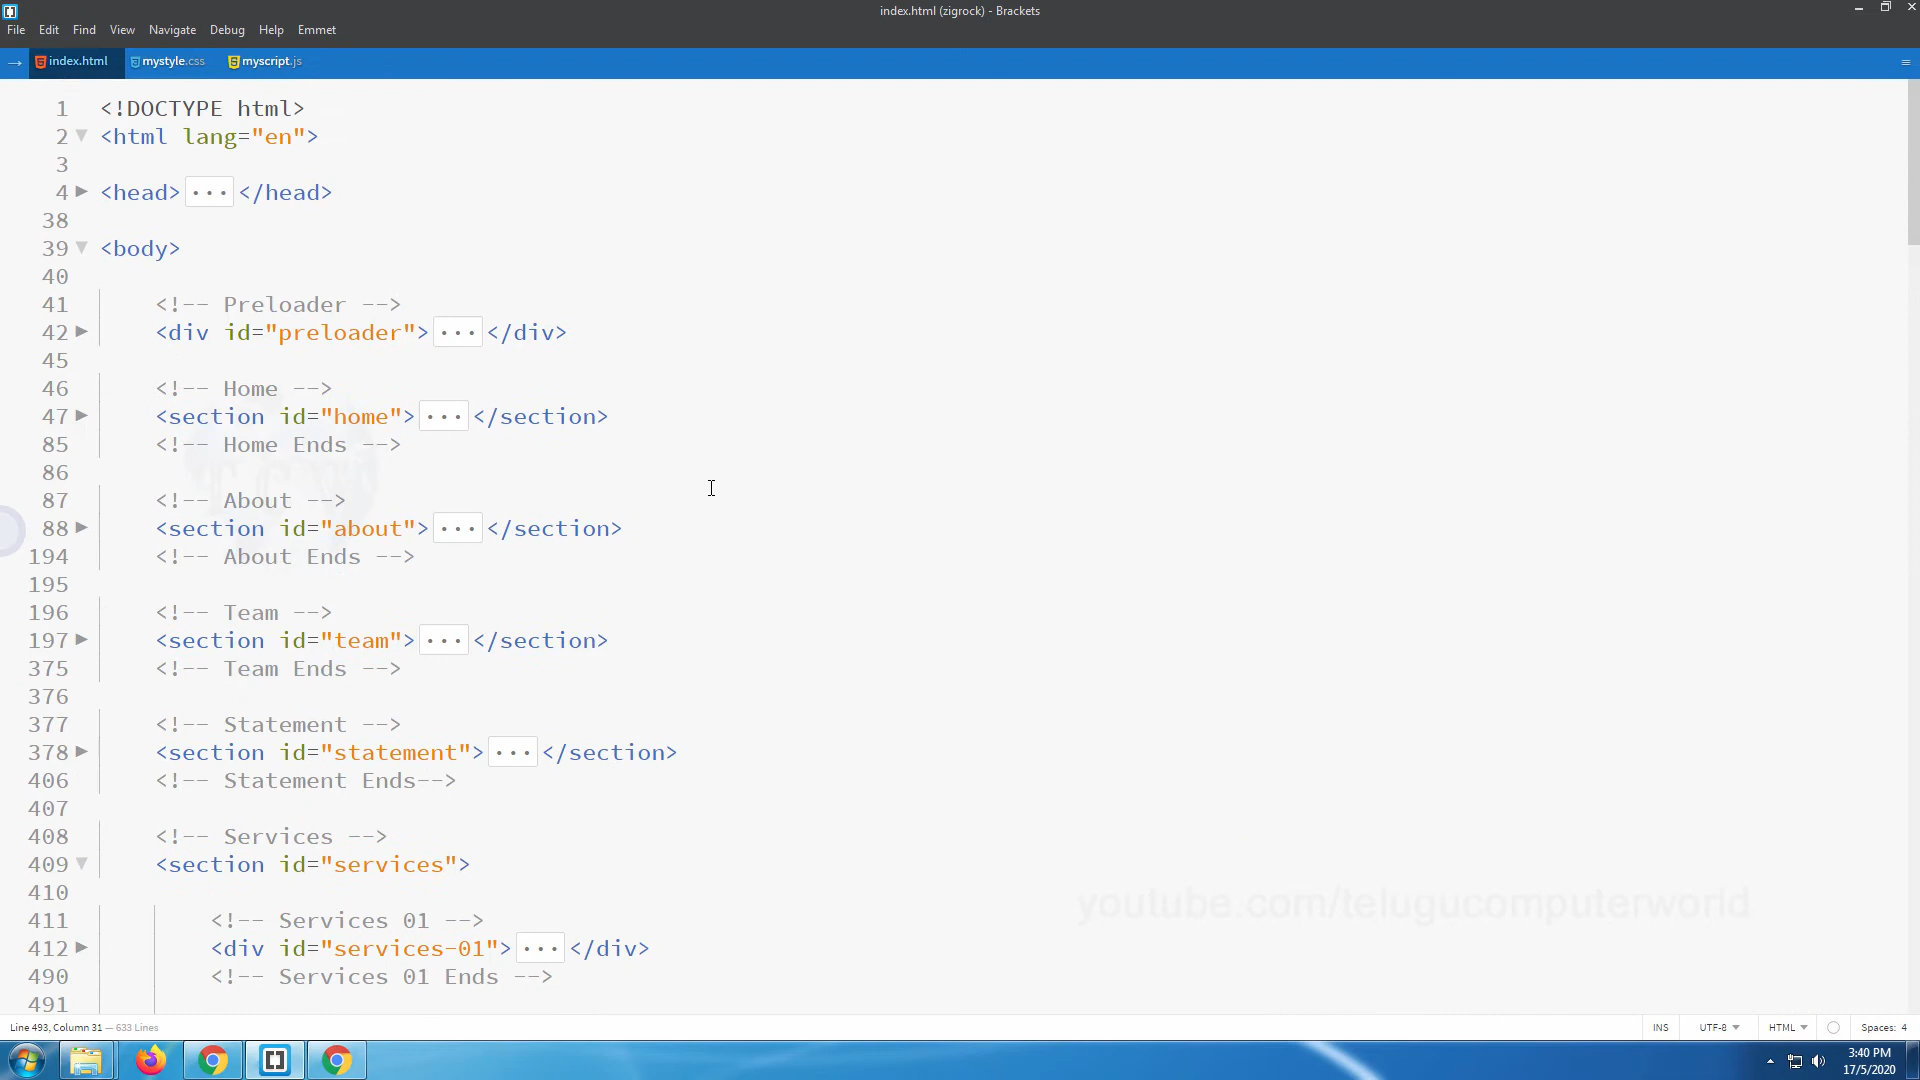 index.html (zigrock) - Brackets
File Edit Find View Navigate Debug Help Emmet
index.html mystyle.css myscript.js
1 <!DOCTYPE html>
2 <html lang="en">
3
4 <head>...</head>
38
39 <body>
40
41 <!-- Preloader -->
42 <div id="preloader">...</div>
45
46 <!-- Home -->
47 <section id="home">...</section>
85 <!-- Home Ends -->
86
87 <!-- About -->
88 <section id="about">...</section>
194 <!-- About Ends -->
195
196 <!-- Team -->
197 <section id="team">...</section>
375 <!-- Team Ends -->
376
377 <!-- Statement -->
378 <section id="statement">...</section>
406 <!-- Statement Ends-->
407
408 <!-- Services -->
409 <section id="services">
410
411 <!-- Services 01 -->
412 <div id="services-01">...</div>
490 <!-- Services 01 Ends -->
491
TCW
youtube.com/telugucomputerworld
Line 493, Column 31 — 633 Lines
INS UTF-8 HTML Spaces: 4
3:40 PM
17/5/2020